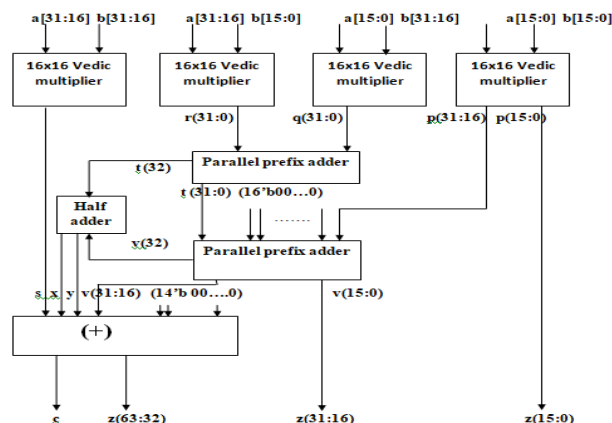 a[31:16] b[31:16] a[31:16] b[15:0] a[15:0] b[31:16] a[15:0] b[15:0]
16x16 Vedic multiplier
16x16 Vedic multiplier
16x16 Vedic multiplier
16x16 Vedic multiplier
r(31:0) q(31:0) p(31:16) p(15:0)
Parallel prefix adder
t(32)
t(31:0) (16'b00...0)
Half adder
.......
v(32)
Parallel prefix adder
s x y v(31:16) (14'b 00....0) v(15:0)
(+)
c z(63:32) z(31:16) z(15:0)